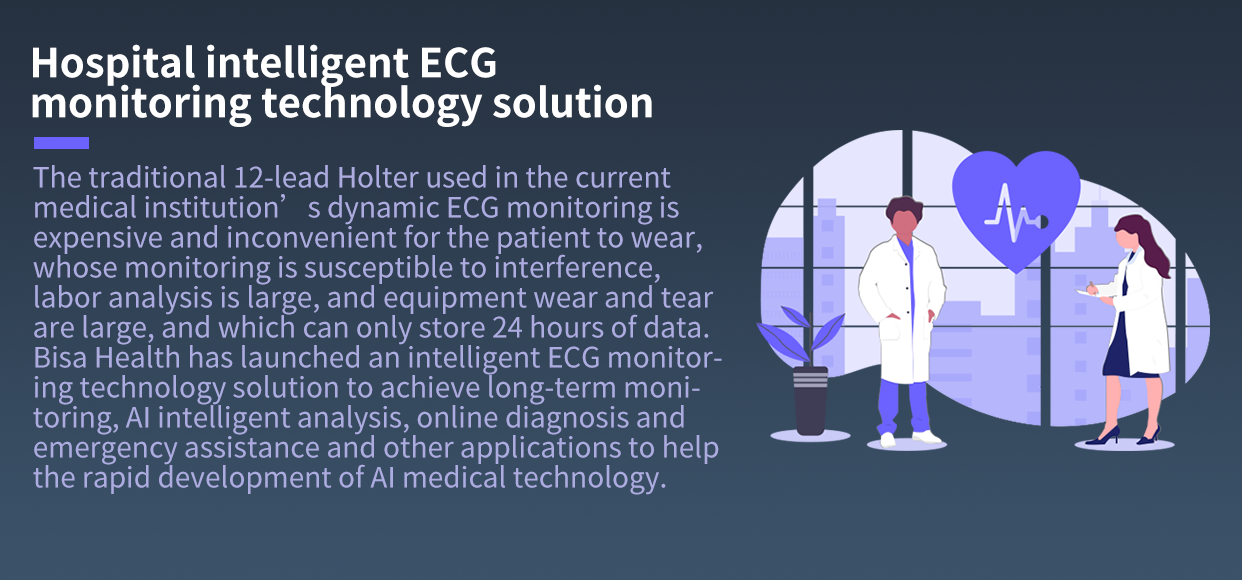 Hospital intelligent ECG
monitoring technology solution
The traditional 12-lead Holter used in the current
medical institution’ s dynamic ECG monitoring is
expensive and inconvenient for the patient to wear,
whose monitoring is susceptible to interference,
labor analysis is large, and equipment wear and tear
are large, and which can only store 24 hours of data.
Bisa Health has launched an intelligent ECG monitor-
ing technology solution to achieve long-term moni-
toring, AI intelligent analysis, online diagnosis and
emergency assistance and other applications to help
the rapid development of AI medical technology.